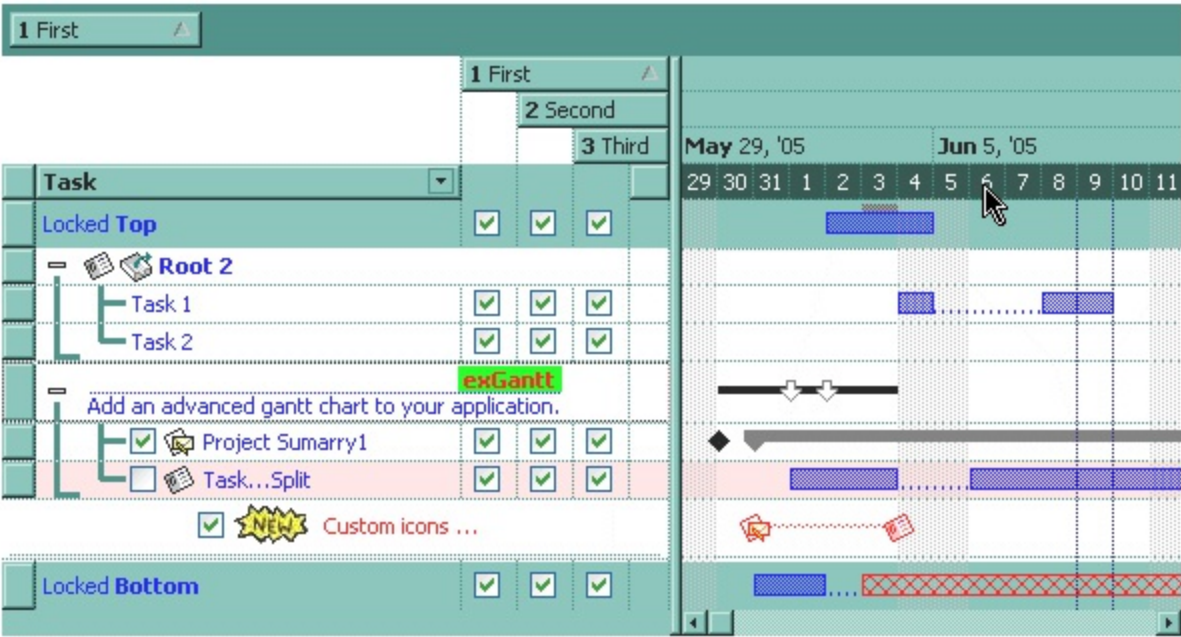 1 First
1 First
2 Second
3 Third
May 29, '05 Jun 5, '05
Task
29 30 31 1 2 3 4 5 6 7 8 9 10 11
Locked Top
Root 2
Task 1
Task 2
exGantt
Add an advanced gantt chart to your application.
Project Sumarry1
Task...Split
NEW Custom icons ...
Locked Bottom